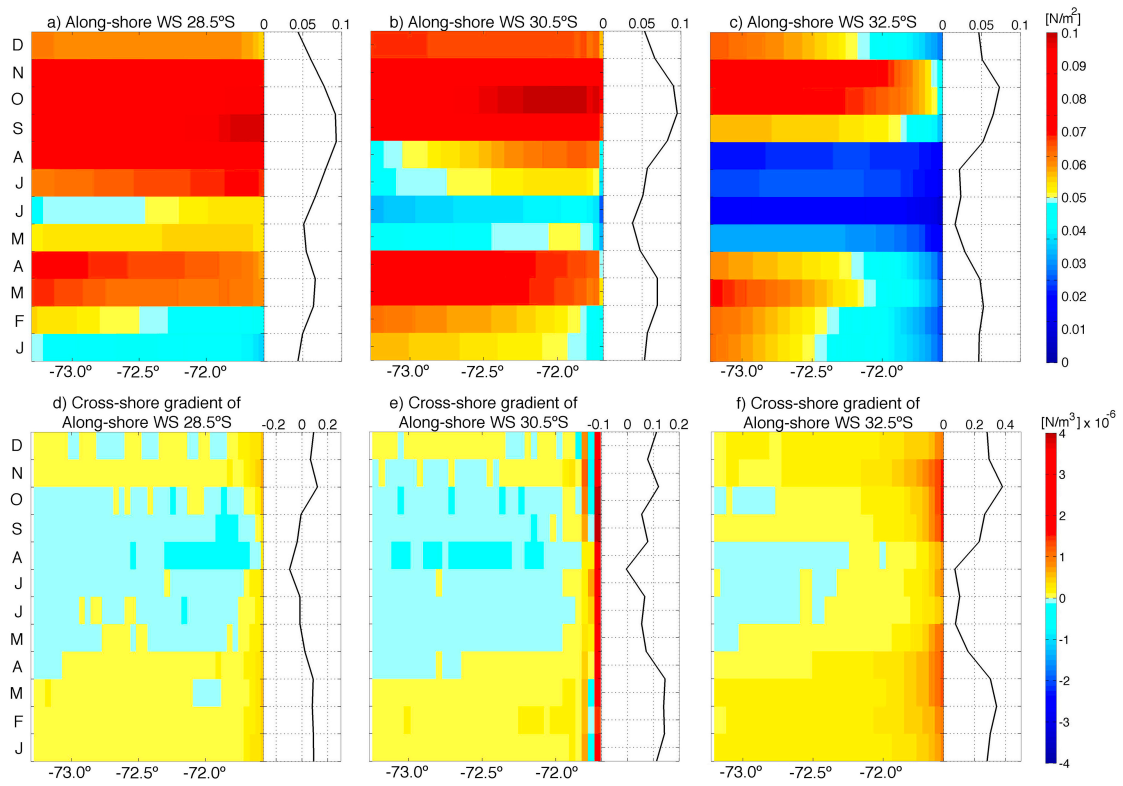 a) Along-shore WS 28.5ºS
0 0.05 0.1
b) Along-shore WS 30.5ºS
0 0.05 0.1
c) Along-shore WS 32.5ºS
0 0.05 0.1
[N/m²]
D
N
O
S
A
J
J
M
A
M
F
J
-73.0º -72.5º -72.0º
-73.0º -72.5º -72.0º
-73.0º -72.5º -72.0º
0.1
0.09
0.08
0.07
0.06
0.05
0.04
0.03
0.02
0.01
0
d) Cross-shore gradient of
Along-shore WS 28.5ºS
-0.2 0 0.2
e) Cross-shore gradient of
Along-shore WS 30.5ºS
-0.1 0 0.1 0.2
f) Cross-shore gradient of
Along-shore WS 32.5ºS
0 0.2 0.4
[N/m³] x 10⁻⁶
D
N
O
S
A
J
J
M
A
M
F
J
-73.0º -72.5º -72.0º
-73.0º -72.5º -72.0º
-73.0º -72.5º -72.0º
4
3
2
1
0
-1
-2
-3
-4